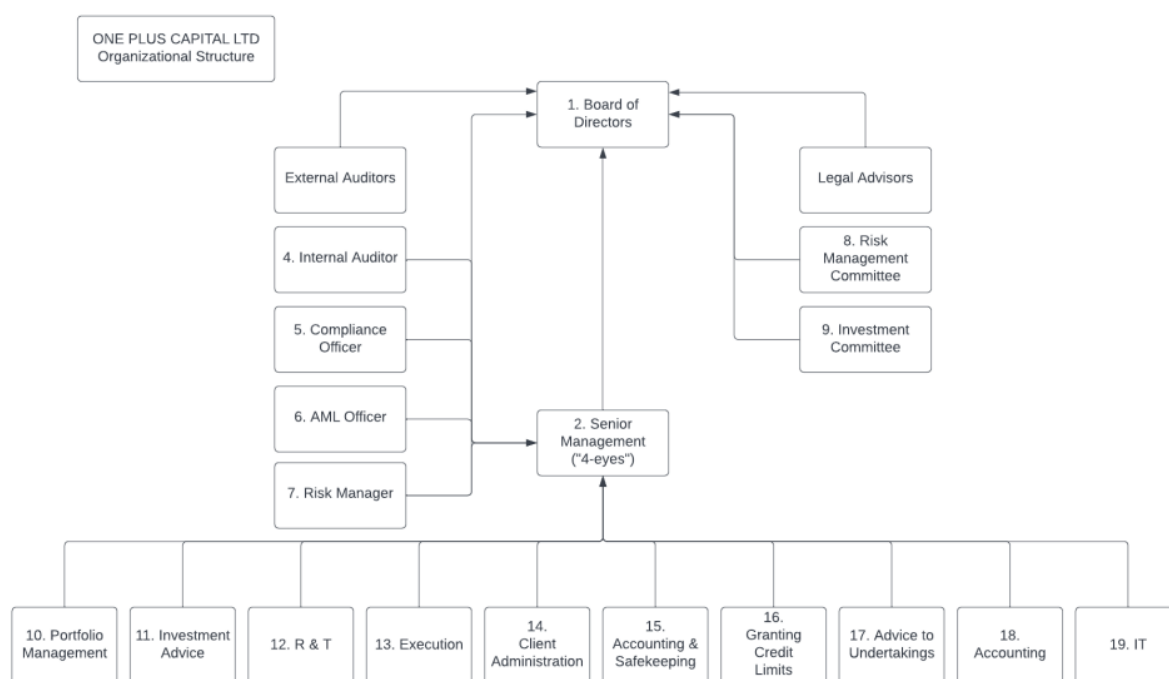 ONE PLUS CAPITAL LTD
Organizational Structure
1. Board of
Directors
External Auditors
Legal Advisors
4. Internal Auditor
8. Risk
Management
Committee
5. Compliance
Officer
9. Investment
Committee
6. AML Officer
2. Senior
Management
("4-eyes")
7. Risk Manager
10. Portfolio
Management
11. Investment
Advice
12. R & T
13. Execution
14.
Client
Administration
15.
Accounting &
Safekeeping
16.
Granting
Credit
Limits
17. Advice to
Undertakings
18.
Accounting
19. IT